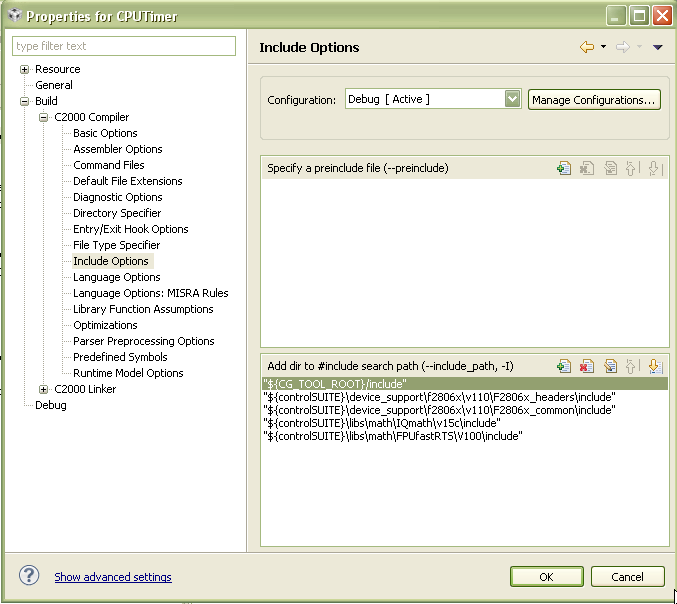 Properties for CPUTimer
type filter text
Resource
General
Build
C2000 Compiler
Basic Options
Assembler Options
Command Files
Default File Extensions
Diagnostic Options
Directory Specifier
Entry/Exit Hook Options
File Type Specifier
Include Options
Language Options
Language Options: MISRA Rules
Library Function Assumptions
Optimizations
Parser Preprocessing Options
Predefined Symbols
Runtime Model Options
C2000 Linker
Debug
Include Options
Configuration: Debug [ Active ] Manage Configurations...
Specify a preinclude file (--preinclude)
Add dir to #include search path (--include_path, -I)
"${CG_TOOL_ROOT}/include"
"${controlSUITE}\device_support\f2806x\v110\F2806x_headers\include"
"${controlSUITE}\device_support\f2806x\v110\F2806x_common\include"
"${controlSUITE}\libs\math\IQmath\v15c\include"
"${controlSUITE}\libs\math\FPUfastRTS\V100\include"
? Show advanced settings OK Cancel